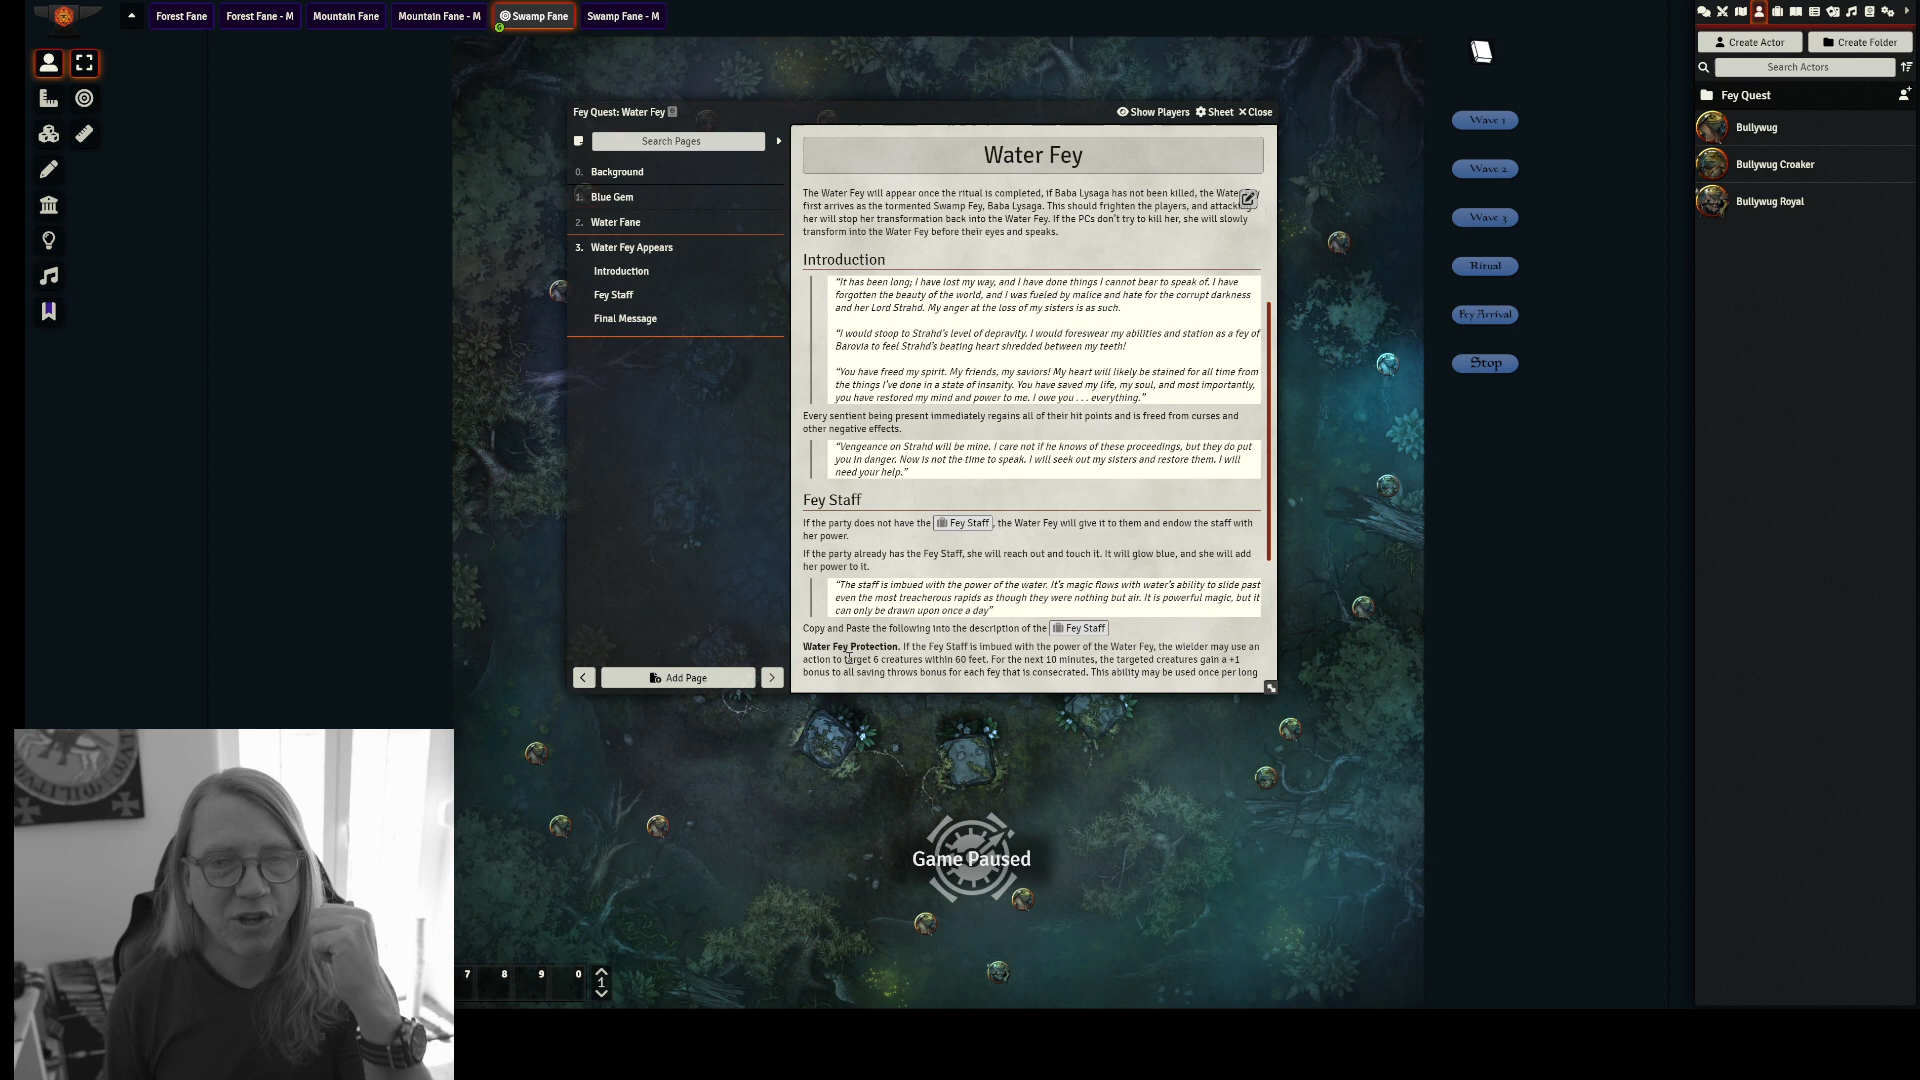 Forest Fane
Forest Fane - M
Mountain Fane
Mountain Fane - M
Swamp Fane
G
Swamp Fane - M
Create Actor
Create Folder
Search Actors
Fey Quest
Bullywug
Bullywug Croaker
Bullywug Royal
Fey Quest: Water Fey
Show Players
Sheet
Close
Search Pages
0. Background
1. Blue Gem
2. Water Fane
3. Water Fey Appears
Introduction
Fey Staff
Final Message
Add Page
Water Fey
The Water Fey will appear once the ritual is completed, if Baba Lysaga has not been killed, the Water
first arrives as the tormented Swamp Fey, Baba Lysaga. This should frighten the players, and attacking
her will stop her transformation back into the Water Fey. If the PCs don't try to kill her, she will slowly
transform into the Water Fey before their eyes and speaks.
Introduction
"It has been long; I have lost my way, and I have done things I cannot bear to speak of. I have
forgotten the beauty of the world, and I was fueled by malice and hate for the corrupt darkness
and her Lord Strahd. My anger at the loss of my sisters is as such.
"I would stoop to Strahd's level of depravity. I would foreswear my abilities and station as a fey of
Barovia to feel Strahd's beating heart shredded between my teeth!
"You have freed my spirit. My friends, my saviors! My heart will likely be stained for all time from
the things I've done in a state of insanity. You have saved my life, my soul, and most importantly,
you have restored my mind and power to me. I owe you . . . everything."
Every sentient being present immediately regains all of their hit points and is freed from curses and
other negative effects.
"Vengeance on Strahd will be mine. I care not if he knows of these proceedings, but they do put
you in danger. Now is not the time to speak. I will seek out my sisters and restore them. I will
need your help."
Fey Staff
If the party does not have the Fey Staff, the Water Fey will give it to them and endow the staff with
her power.
If the party already has the Fey Staff, she will reach out and touch it. It will glow blue, and she will add
her power to it.
"The staff is imbued with the power of the water. It's magic flows with water's ability to slide past
even the most treacherous rapids as though they were nothing but air. It is powerful magic, but it
can only be drawn upon once a day"
Copy and Paste the following into the description of the Fey Staff
Water Fey Protection. If the Fey Staff is imbued with the power of the Water Fey, the wielder may use an
action to target 6 creatures within 60 feet. For the next 10 minutes, the targeted creatures gain a +1
bonus to all saving throws bonus for each fey that is consecrated. This ability may be used once per long
Wave 1
Wave 2
Wave 3
Ritual
Fey Arrival
Stop
Game Paused
7 8 9 0
1